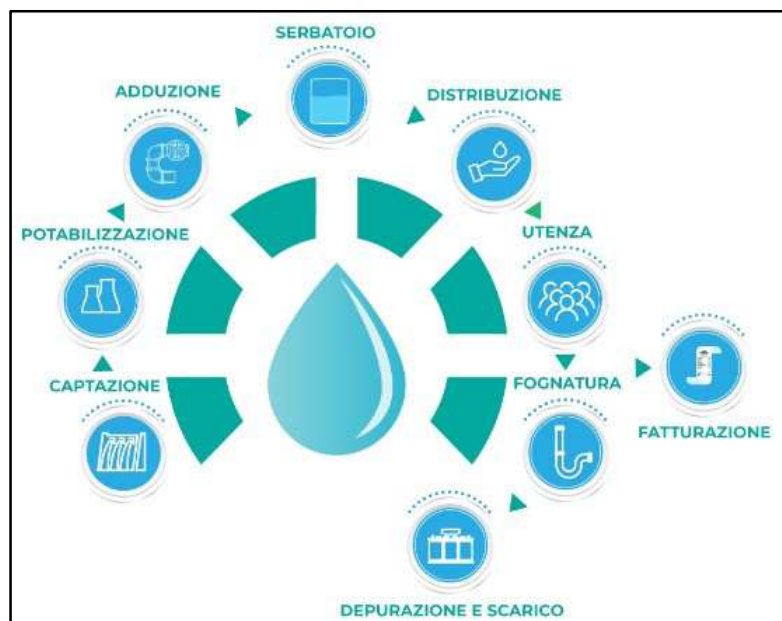 SERBATOIO
ADDUZIONE
DISTRIBUZIONE
POTABILIZZAZIONE
UTENZA
CAPTAZIONE
FOGNATURA
FATTURAZIONE
DEPURAZIONE E SCARICO